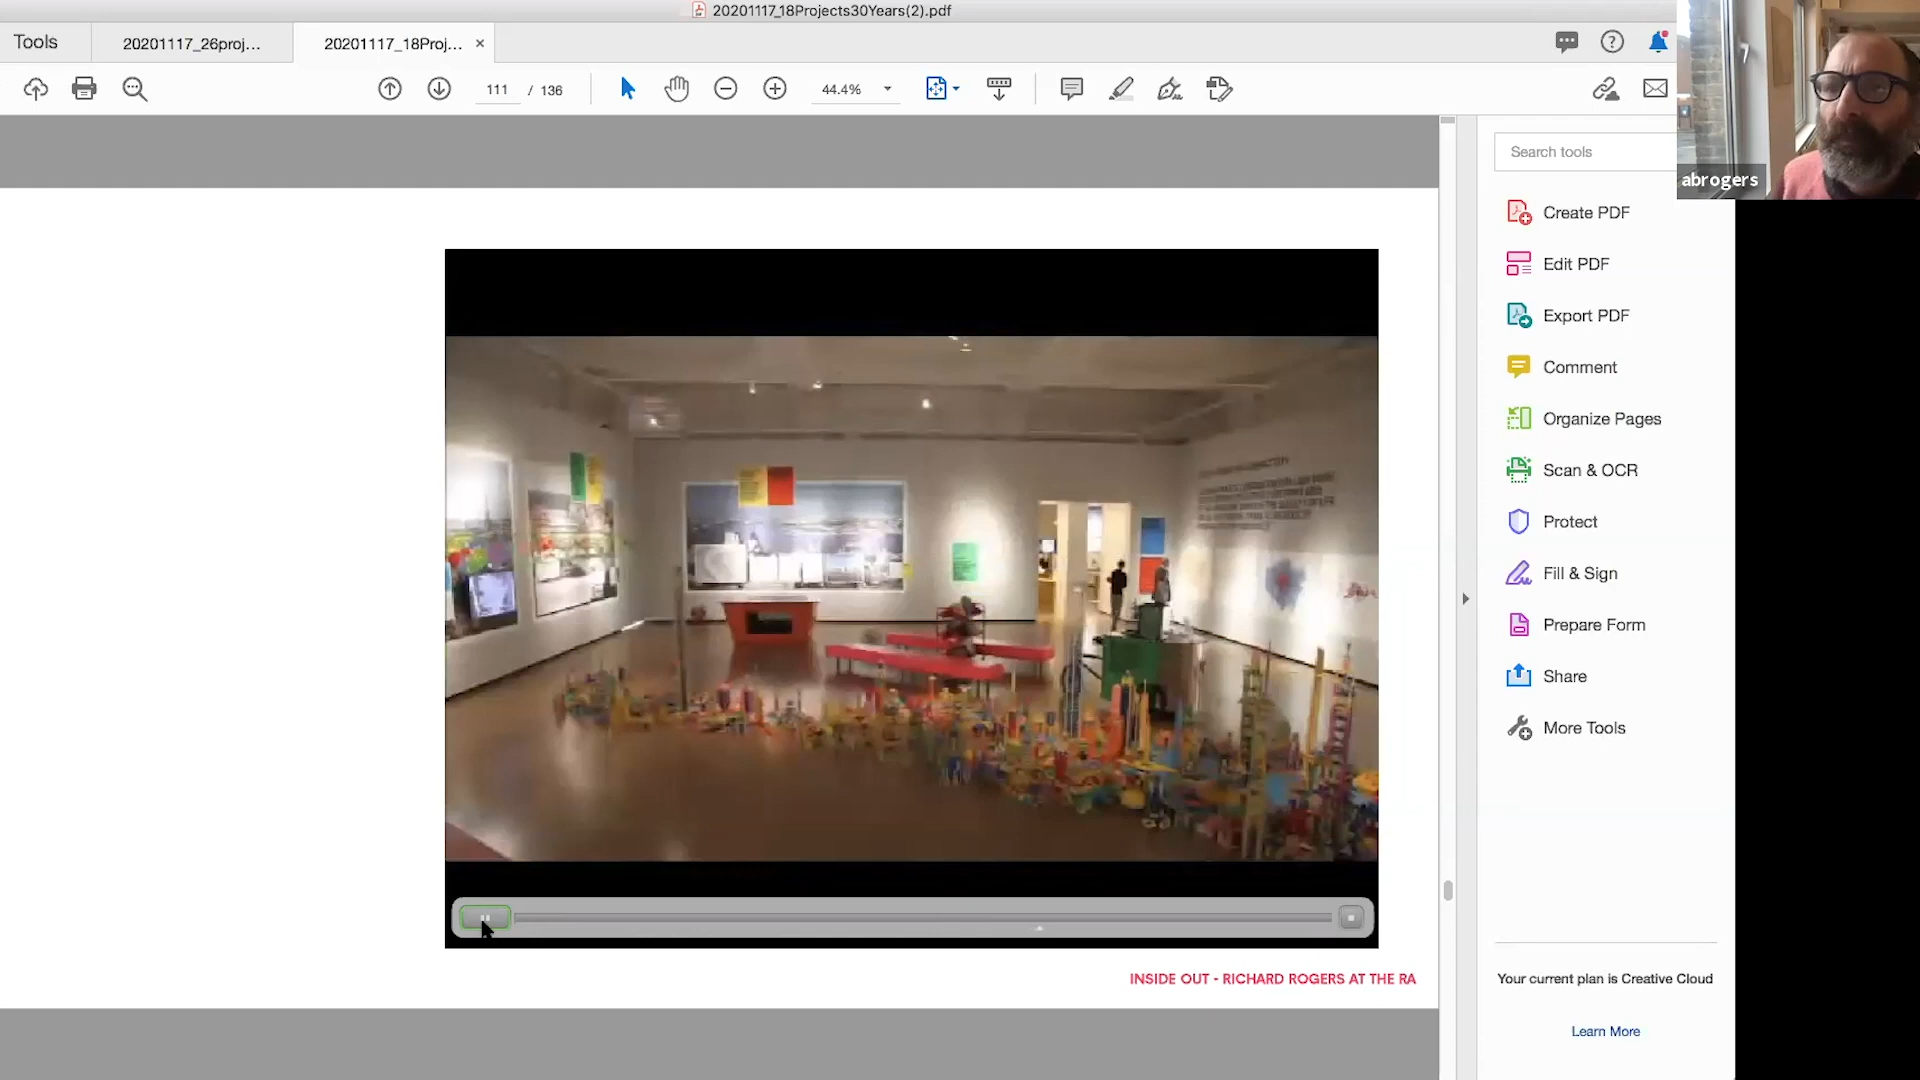 20201117_18Projects30Years(2).pdf
Tools
20201117_26proj...
20201117_18Proj... ×
111 / 136
44.4%
Search tools
abrogers
Create PDF
Edit PDF
Export PDF
Comment
Organize Pages
Scan & OCR
Protect
Fill & Sign
Prepare Form
Share
More Tools
INSIDE OUT - RICHARD ROGERS AT THE RA
Your current plan is Creative Cloud
Learn More